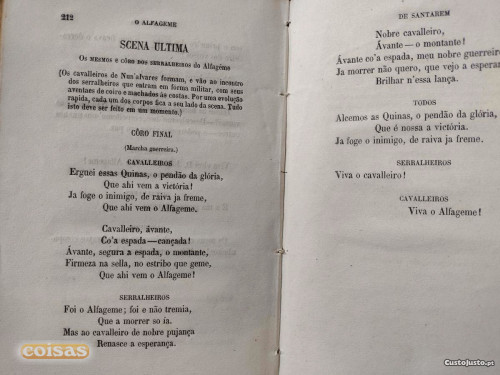 212
O ALFAGEME
SCENA ULTIMA
Os mesmos e côro dos serralheiros do Alfageme
[Os cavalleiros de Nun'alvares formam, e vão ao incontro
dos serralheiros que entram em forma militar, com seus
aventaes de coiro e machados ás costas. Por uma evolução
rapida, cada um dos corpos fica a seu lado da scena. Tudo
isto deve ser feito em um momento.)
CÔRO FINAL
(Marcha guerreira.)
CAVALLEIROS
Erguei essas Quinas, o pendão da glória,
Que ahi vem a victória!
Ja foge o inimigo, de raiva ja freme,
Que ahi vem o Alfageme.
Cavalleiro, ávante,
Co'a espada—cançada!
Ávante, segura a espada, o montante,
Firmeza na sella, no estribo que geme,
Que ahi vem o Alfageme!
SERRALHEIROS
Foi o Alfageme; foi e não tremia,
Que a morrer so ía.
Mas ao cavalleiro de nobre pujança
Renasce a esperança.
DE SANTAREM
Nobre cavalleiro,
Ávante—o montante!
Ávante co'a espada, meu nobre guerreiro
Ja morrer não quero, que vejo a esperan
Brilhar n'essa lança.
TODOS
Alcemos as Quinas, o pendão da glória,
Que é nossa a victória.
Ja foge o inimigo, de raiva ja freme,
SERRALHEIROS
Viva o cavalleiro!
CAVALLEIROS
Viva o Alfageme!
coisas
CustoJusto.pt